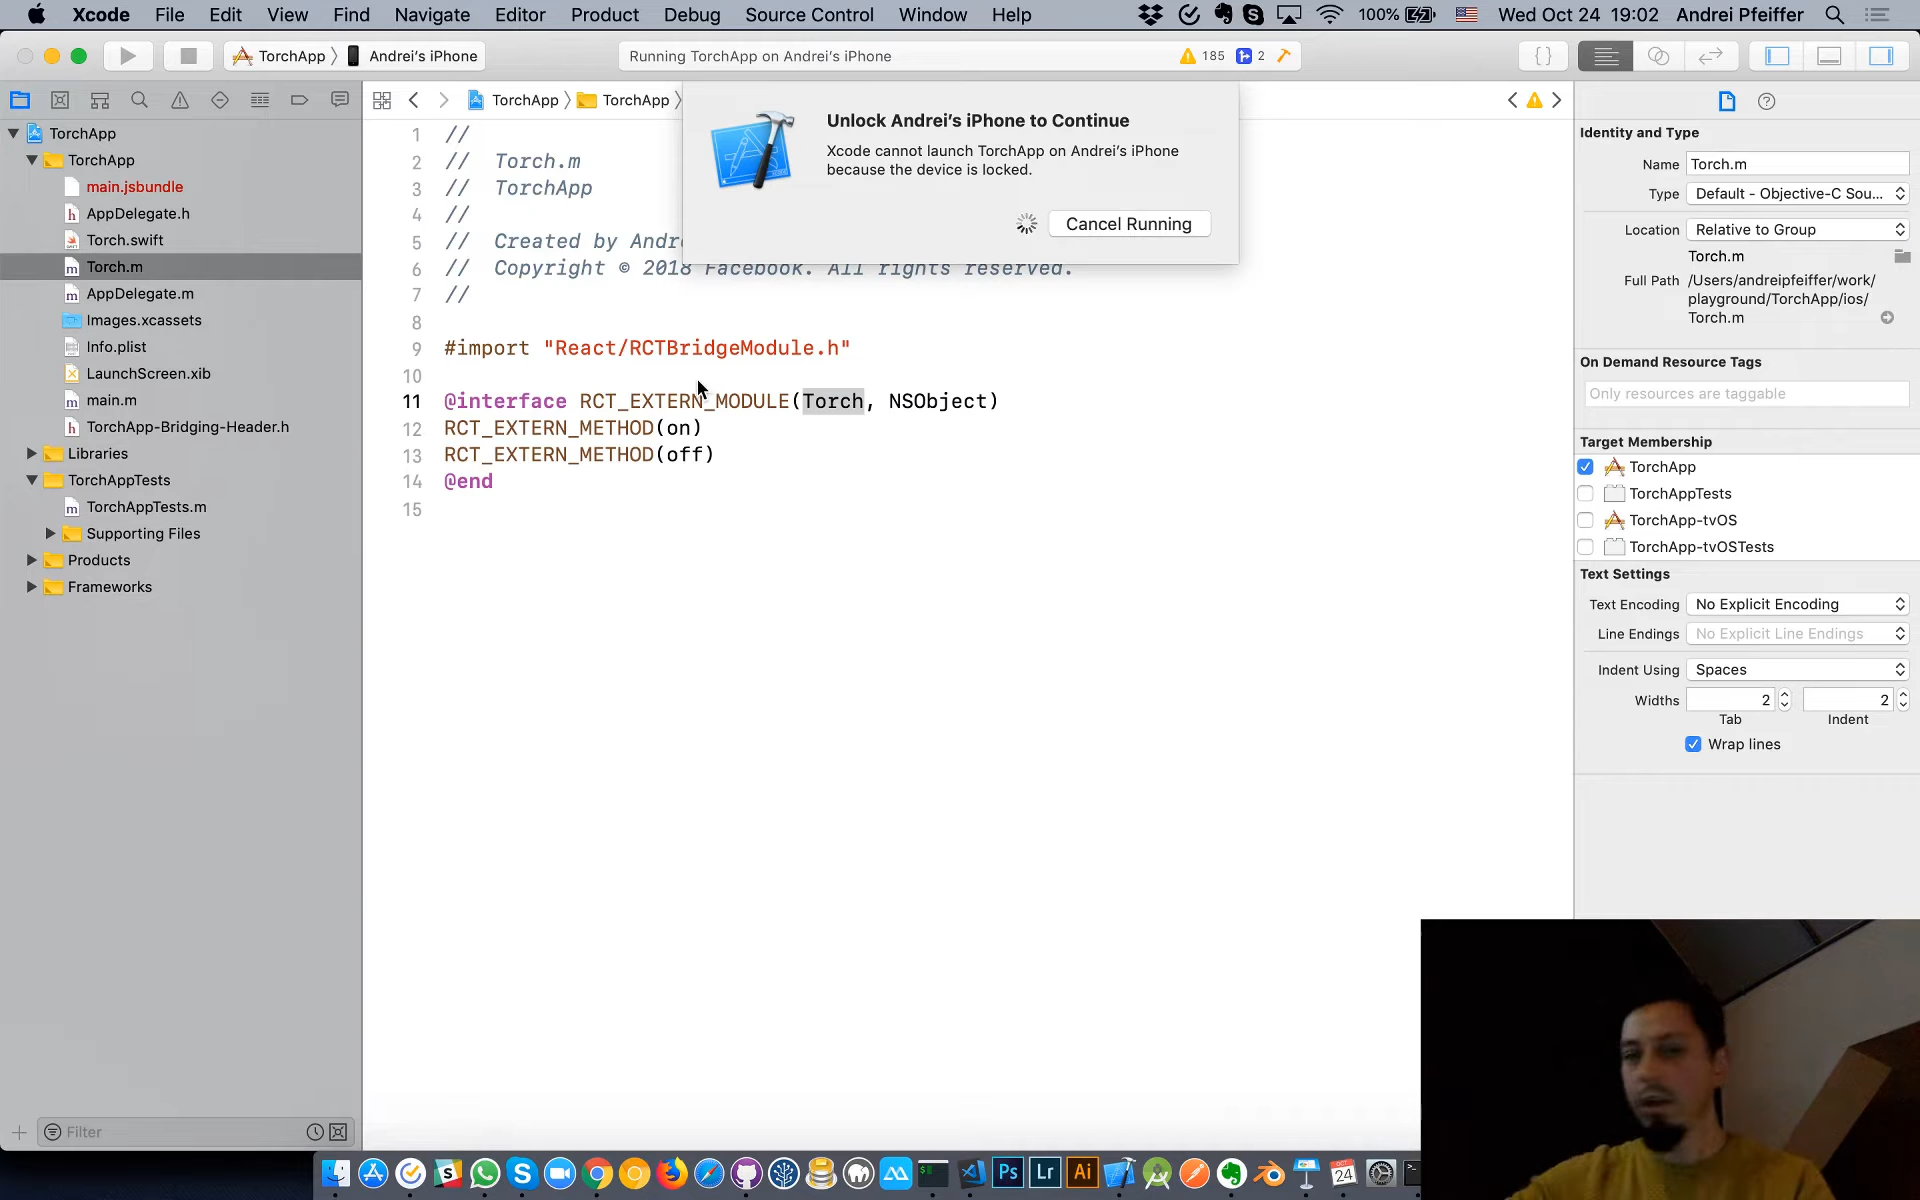 Xcode File Edit View Find Navigate Editor Product Debug Source Control Window Help 100% Wed Oct 24 19:02 Andrei Pfeiffer
TorchApp Andrei's iPhone Running TorchApp on Andrei's iPhone 185 2
TorchApp TorchApp
TorchApp
TorchApp
main.jsbundle
h AppDelegate.h
Torch.swift
m Torch.m
m AppDelegate.m
Images.xcassets
Info.plist
LaunchScreen.xib
m main.m
h TorchApp-Bridging-Header.h
Libraries
TorchAppTests
m TorchAppTests.m
Supporting Files
Products
Frameworks
Filter
Unlock Andrei's iPhone to Continue
Xcode cannot launch TorchApp on Andrei's iPhone
because the device is locked.
Cancel Running
1 //
2 // Torch.m
3 // TorchApp
4 //
5 // Created by Andre
6 // Copyright © 2018 Facebook. All rights reserved.
7 //
8
9 #import "React/RCTBridgeModule.h"
10
11 @interface RCT_EXTERN_MODULE(Torch, NSObject)
12 RCT_EXTERN_METHOD(on)
13 RCT_EXTERN_METHOD(off)
14 @end
15
Identity and Type
Name Torch.m
Type Default - Objective-C Sou...
Location Relative to Group
Torch.m
Full Path /Users/andreipfeiffer/work/
playground/TorchApp/ios/
Torch.m
On Demand Resource Tags
Only resources are taggable
Target Membership
TorchApp
TorchAppTests
TorchApp-tvOS
TorchApp-tvOSTests
Text Settings
Text Encoding No Explicit Encoding
Line Endings No Explicit Line Endings
Indent Using Spaces
Widths 2 2
Tab Indent
Wrap lines
Ps Lr Ai 24